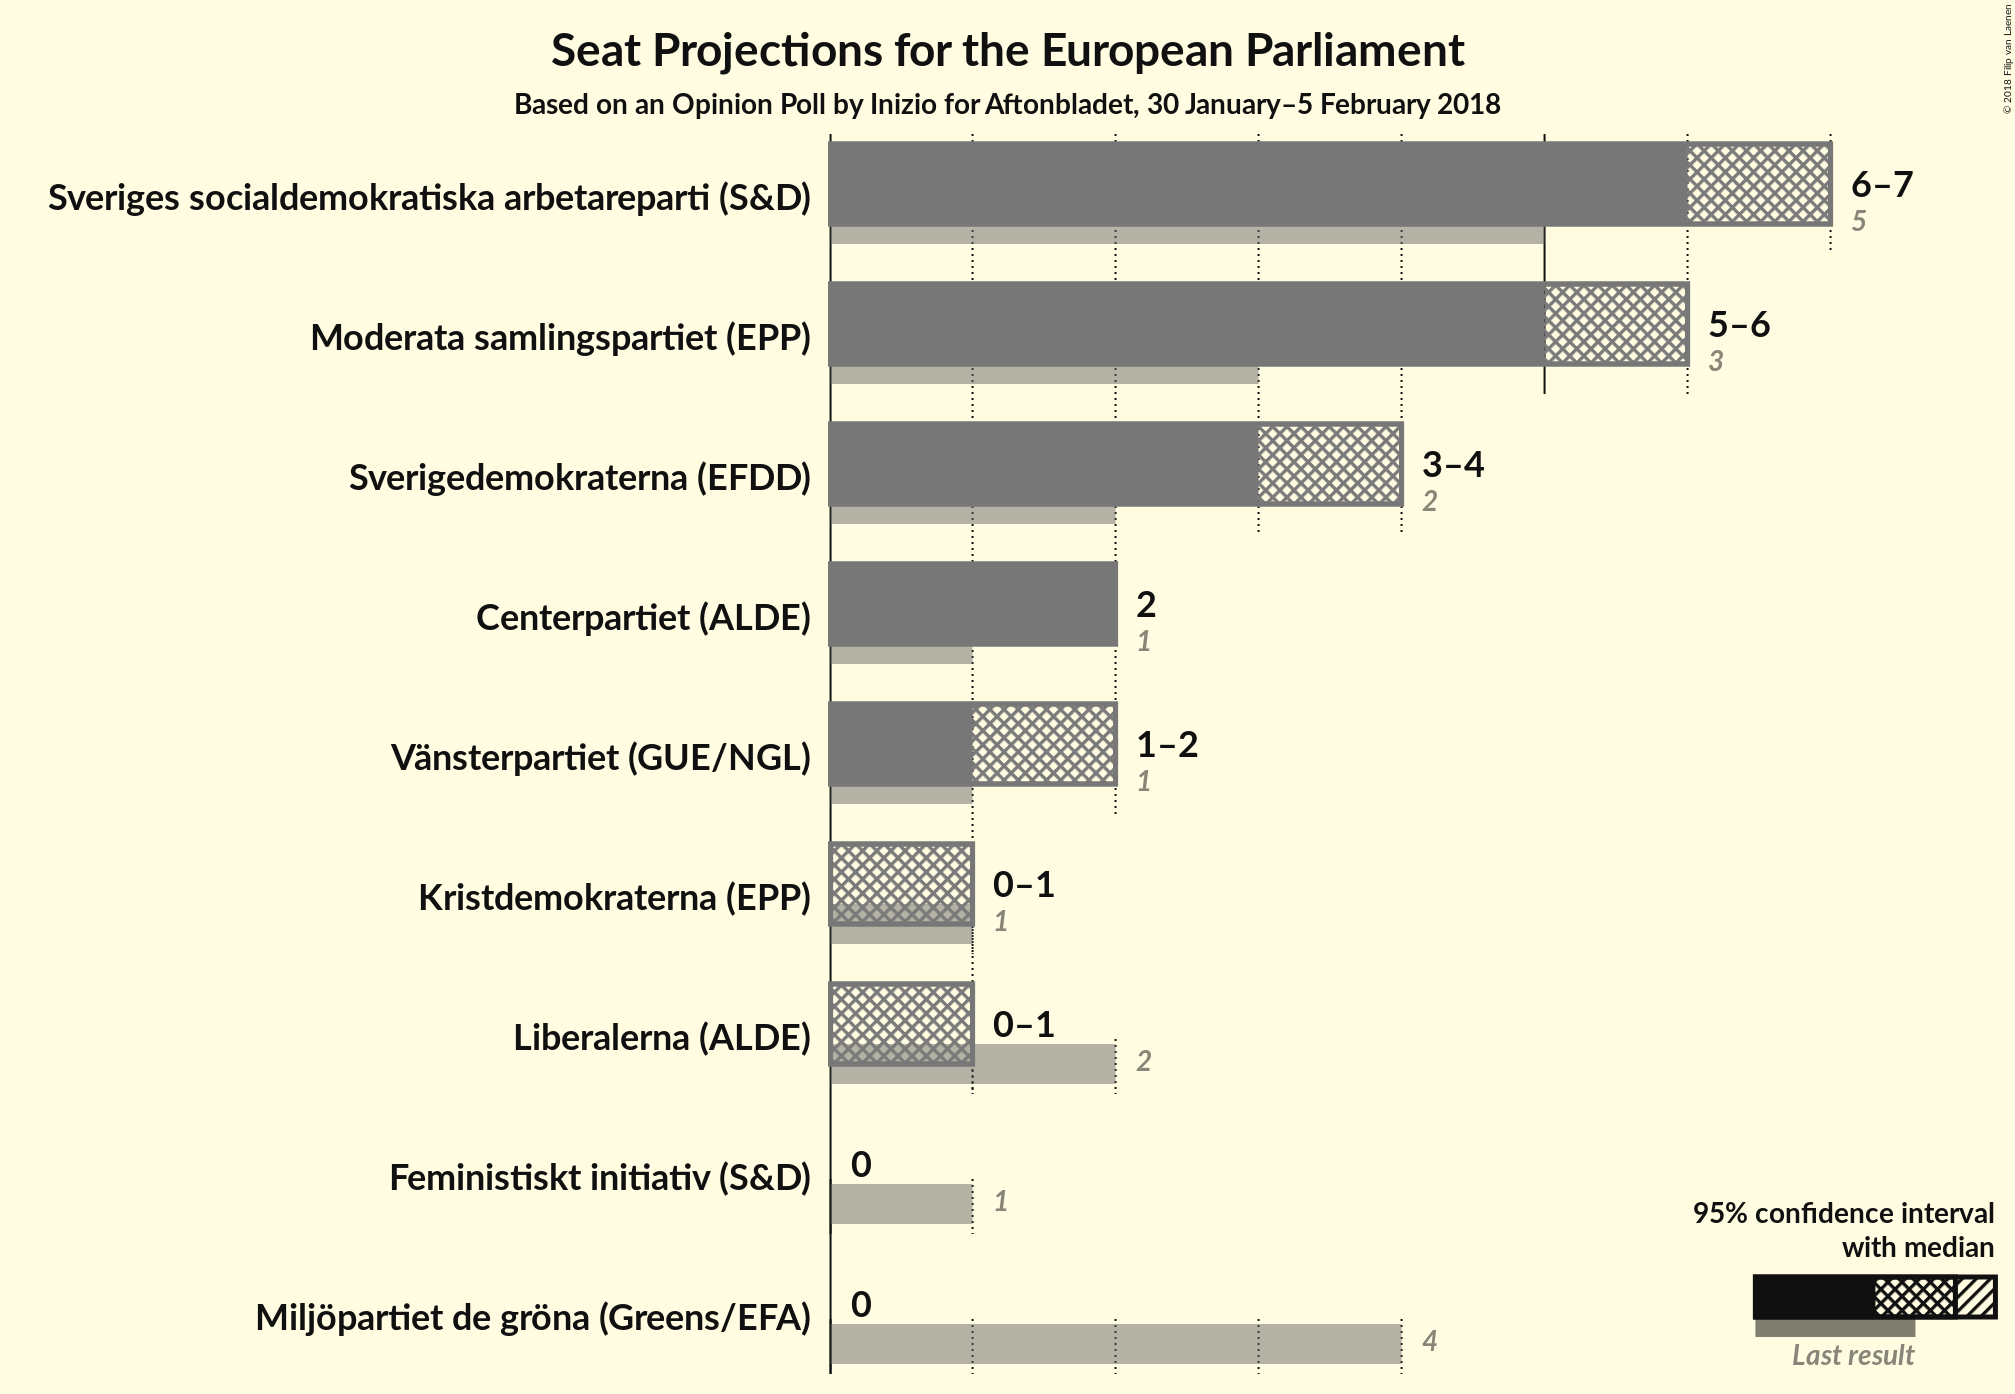 Seat Projections for the European Parliament
Based on an Opinion Poll by Inizio for Aftonbladet, 30 January–5 February 2018
© 2018 Filip van Laenen
Sveriges socialdemokratiska arbetareparti (S&D)
6–7
5
Moderata samlingspartiet (EPP)
5–6
3
Sverigedemokraterna (EFDD)
3–4
2
Centerpartiet (ALDE)
2
1
Vänsterpartiet (GUE/NGL)
1–2
1
Kristdemokraterna (EPP)
0–1
1
Liberalerna (ALDE)
0–1
2
Feministiskt initiativ (S&D)
0
1
Miljöpartiet de gröna (Greens/EFA)
0
4
95% confidence interval
with median
Last result